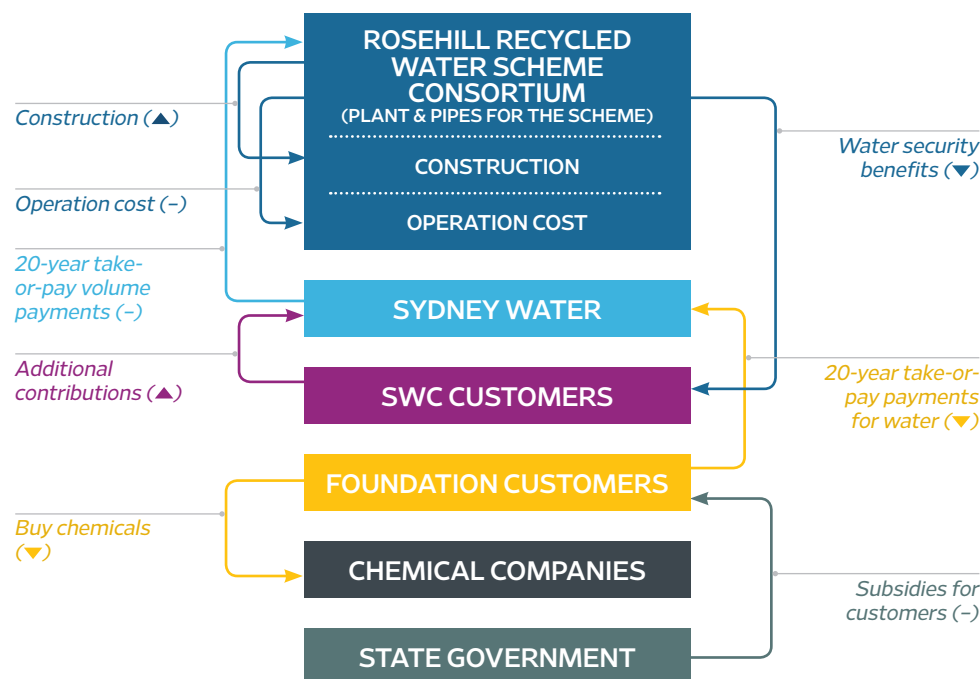 ROSEHILL RECYCLED
WATER SCHEME
CONSORTIUM
(PLANT & PIPES FOR THE SCHEME)
CONSTRUCTION
OPERATION COST
Construction (▲)
Operation cost (–)
20-year take-
or-pay volume
payments (–)
Additional
contributions (▲)
Buy chemicals
(▼)
SYDNEY WATER
SWC CUSTOMERS
FOUNDATION CUSTOMERS
CHEMICAL COMPANIES
STATE GOVERNMENT
Water security
benefits (▼)
20-year take-or-
pay payments
for water (▼)
Subsidies for
customers (–)